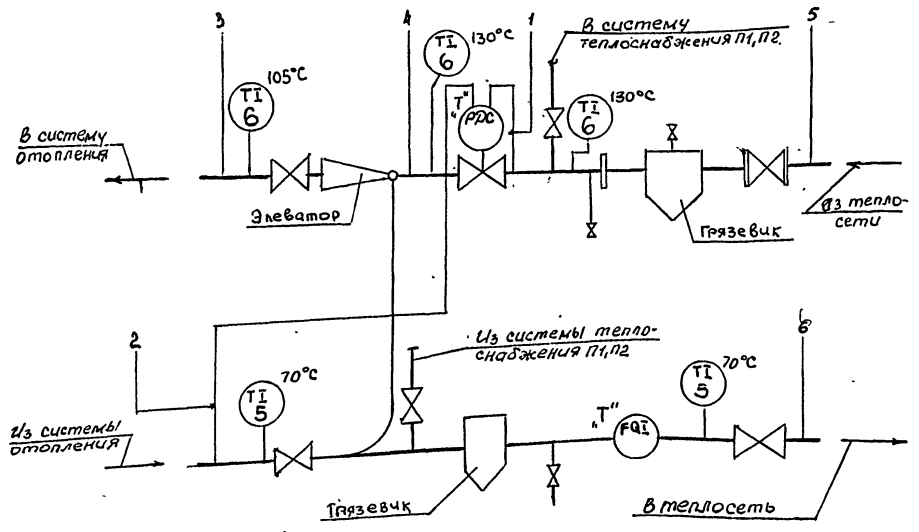 3
4
1
В систему
теплоснабжения П1,П2.
5
TI
6
105°C
TI
6
130°C
"Т"
PDC
TI
6
130°C
В систему
отопления
Элеватор
Грязевик
Из тепло-
сети
2
Из системы тепло-
снабжения П1,П2
6
TI
5
70°C
TI
5
70°C
"Т"
FQI
Из системы
отопления
Грязевик
В теплосеть